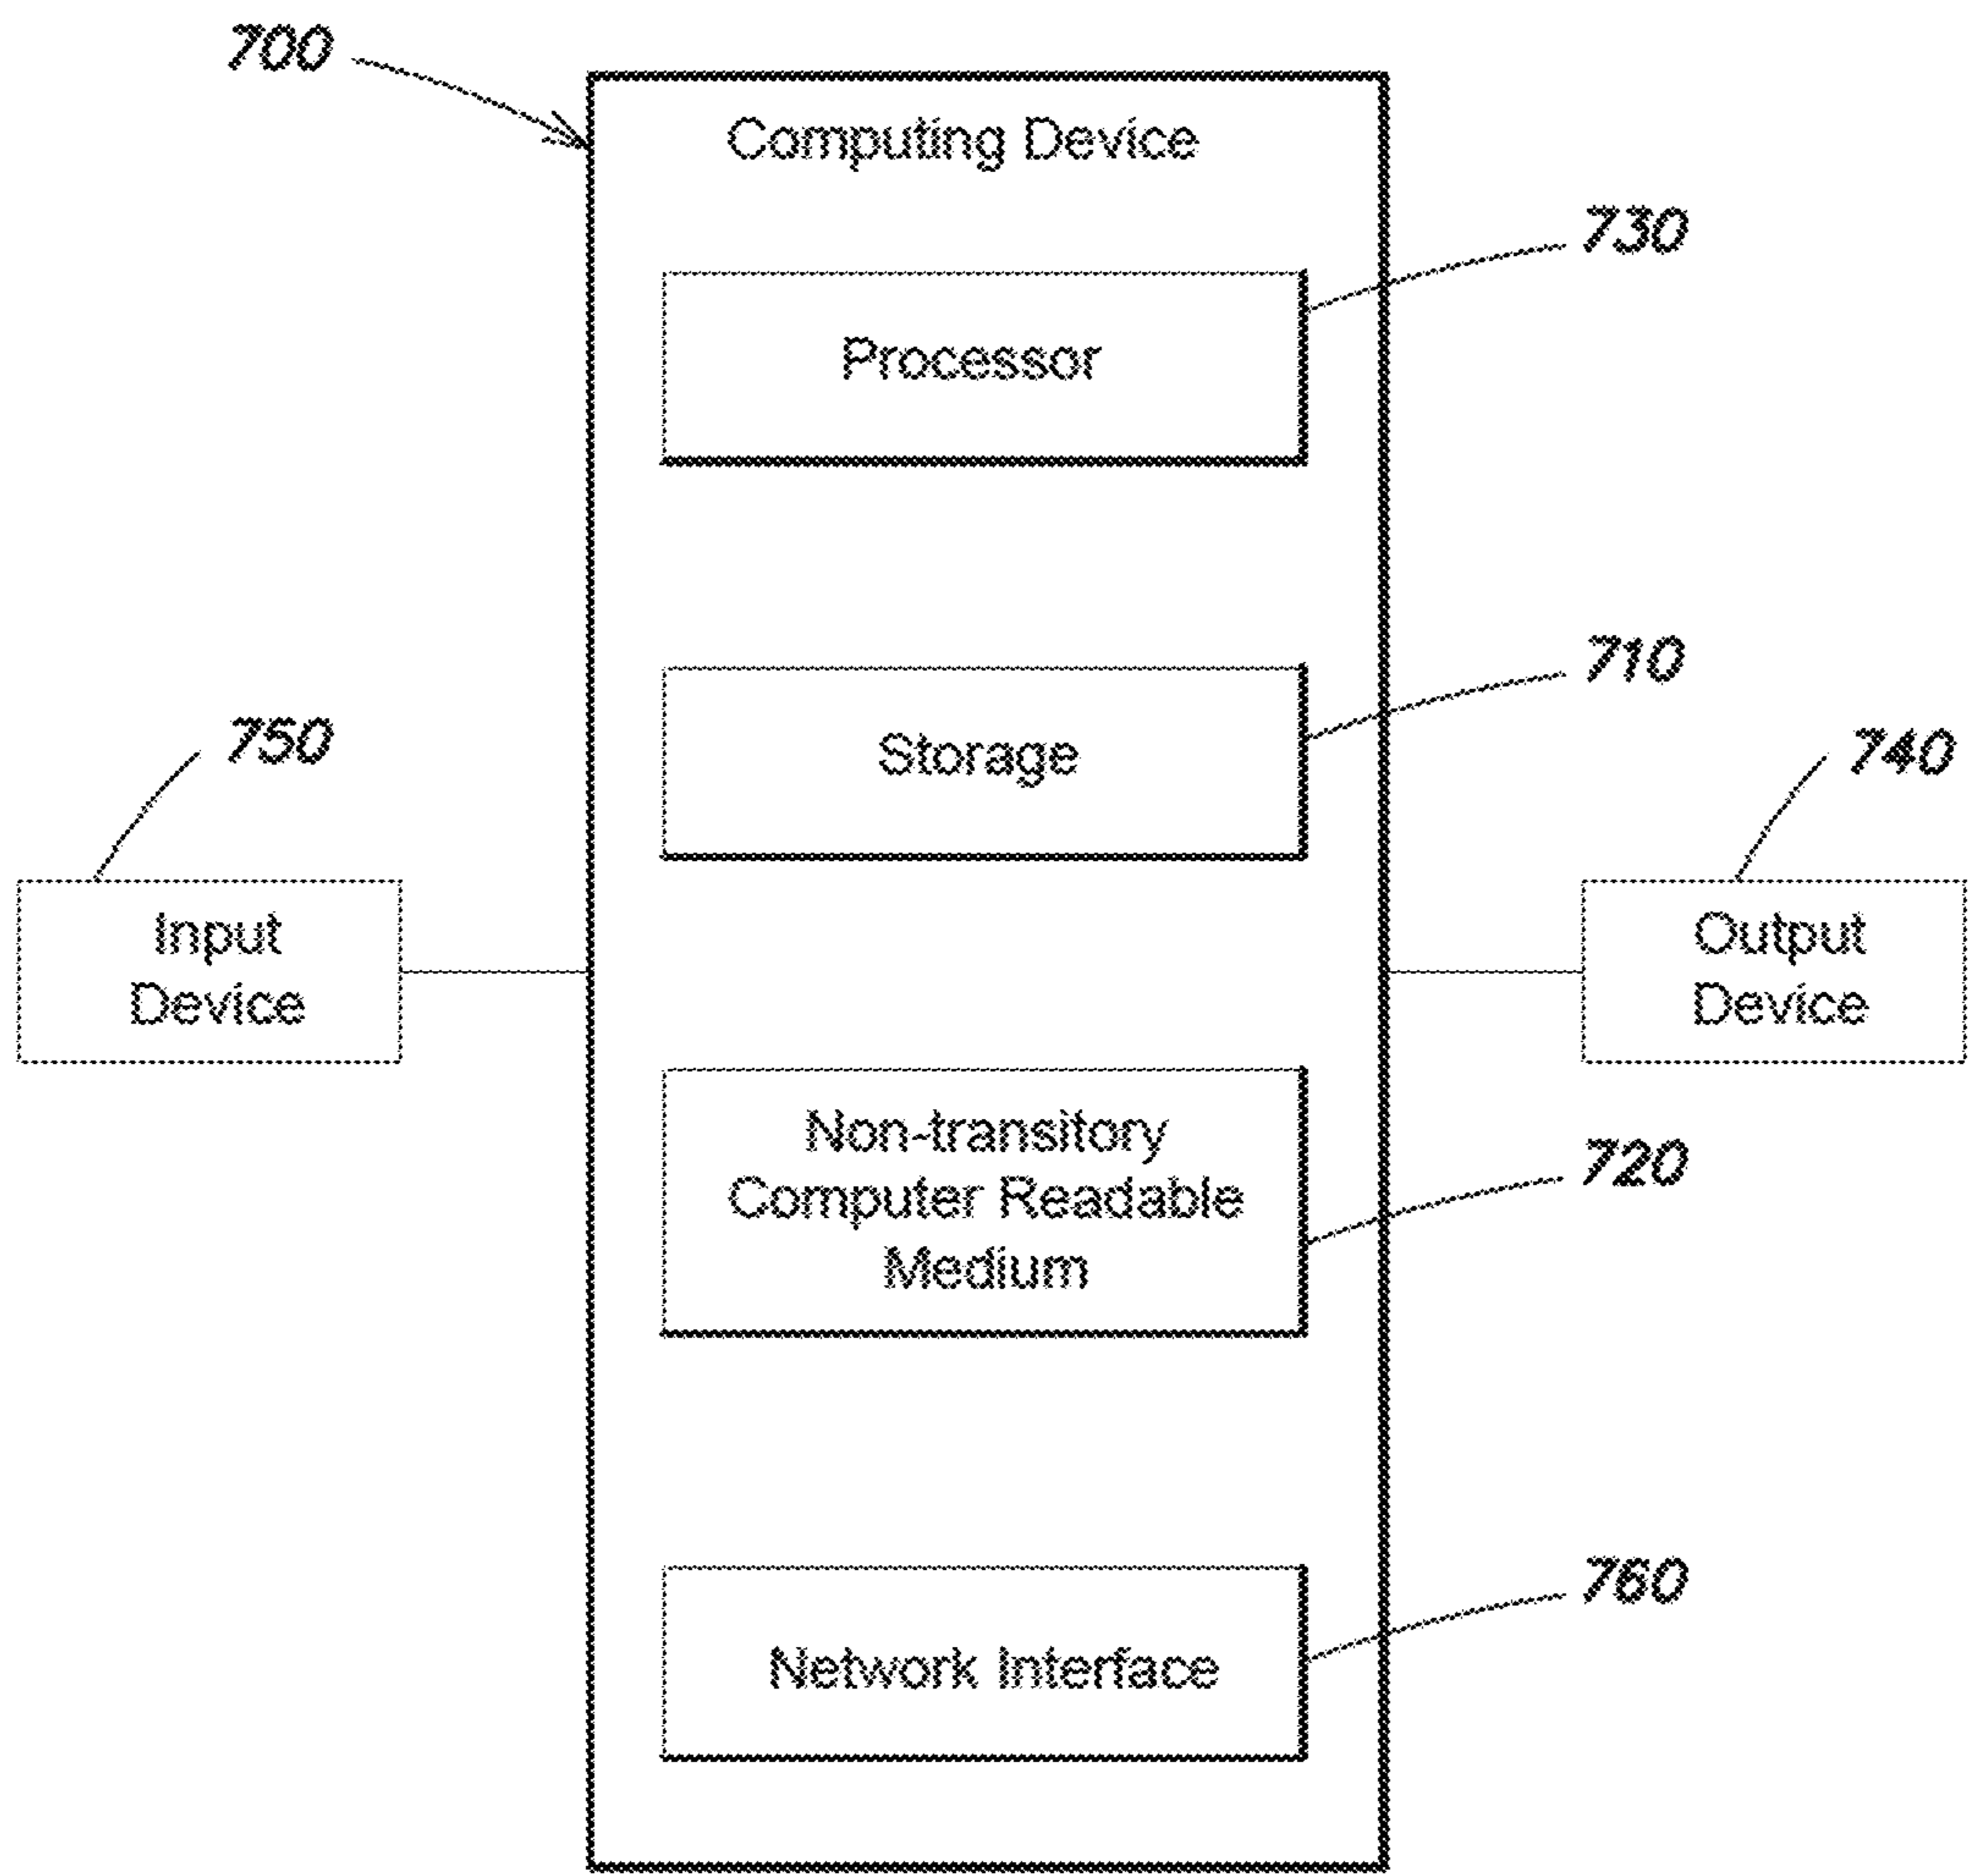 700
Computing Device
730
Processor
710
Storage
750
740
Input
Device
Output
Device
Non-transitory
Computer Readable
Medium
720
760
Network Interface